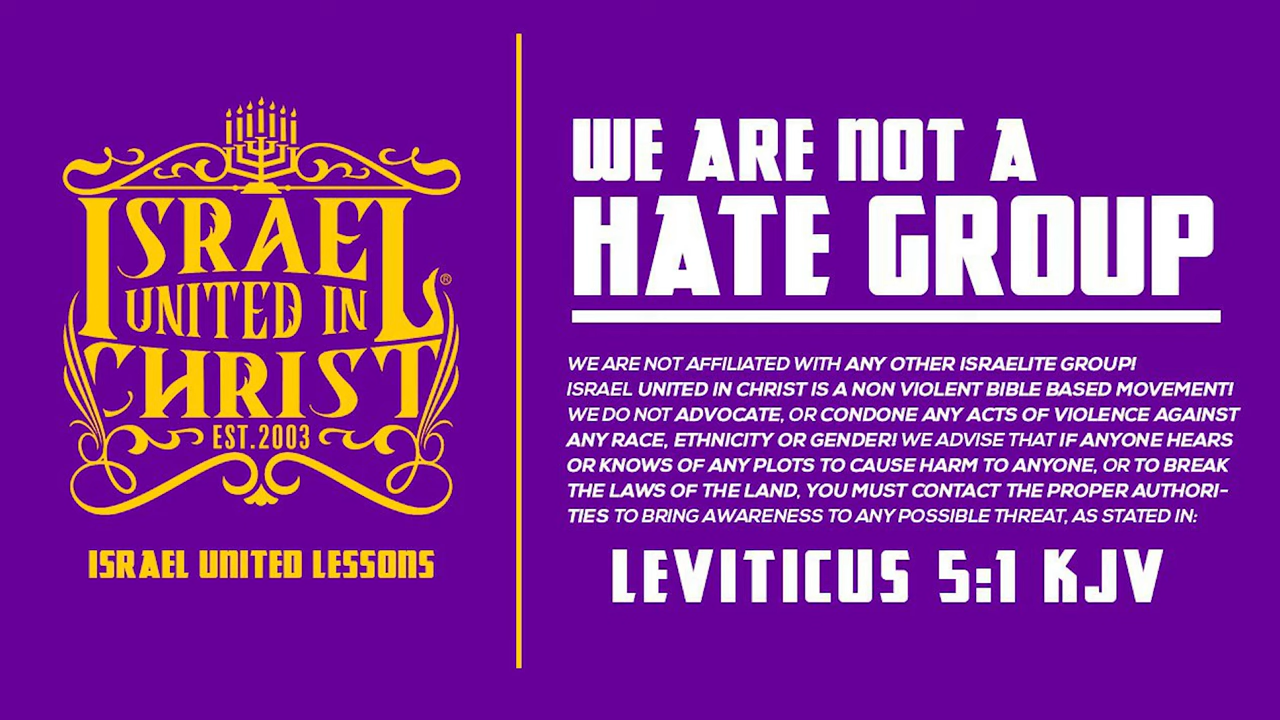 ISRAEL
UNITED IN
CHRIST®
EST.2003
ISRAEL UNITED LESSONS
WE ARE NOT A
HATE GROUP
WE ARE NOT AFFILIATED WITH ANY OTHER ISRAELITE GROUP!
ISRAEL UNITED IN CHRIST IS A NON VIOLENT BIBLE BASED MOVEMENT!
WE DO NOT ADVOCATE, OR CONDONE ANY ACTS OF VIOLENCE AGAINST
ANY RACE, ETHNICITY OR GENDER! WE ADVISE THAT IF ANYONE HEARS
OR KNOWS OF ANY PLOTS TO CAUSE HARM TO ANYONE, OR TO BREAK
THE LAWS OF THE LAND, YOU MUST CONTACT THE PROPER AUTHORI-
TIES TO BRING AWARENESS TO ANY POSSIBLE THREAT, AS STATED IN:
LEVITICUS 5:1 KJV